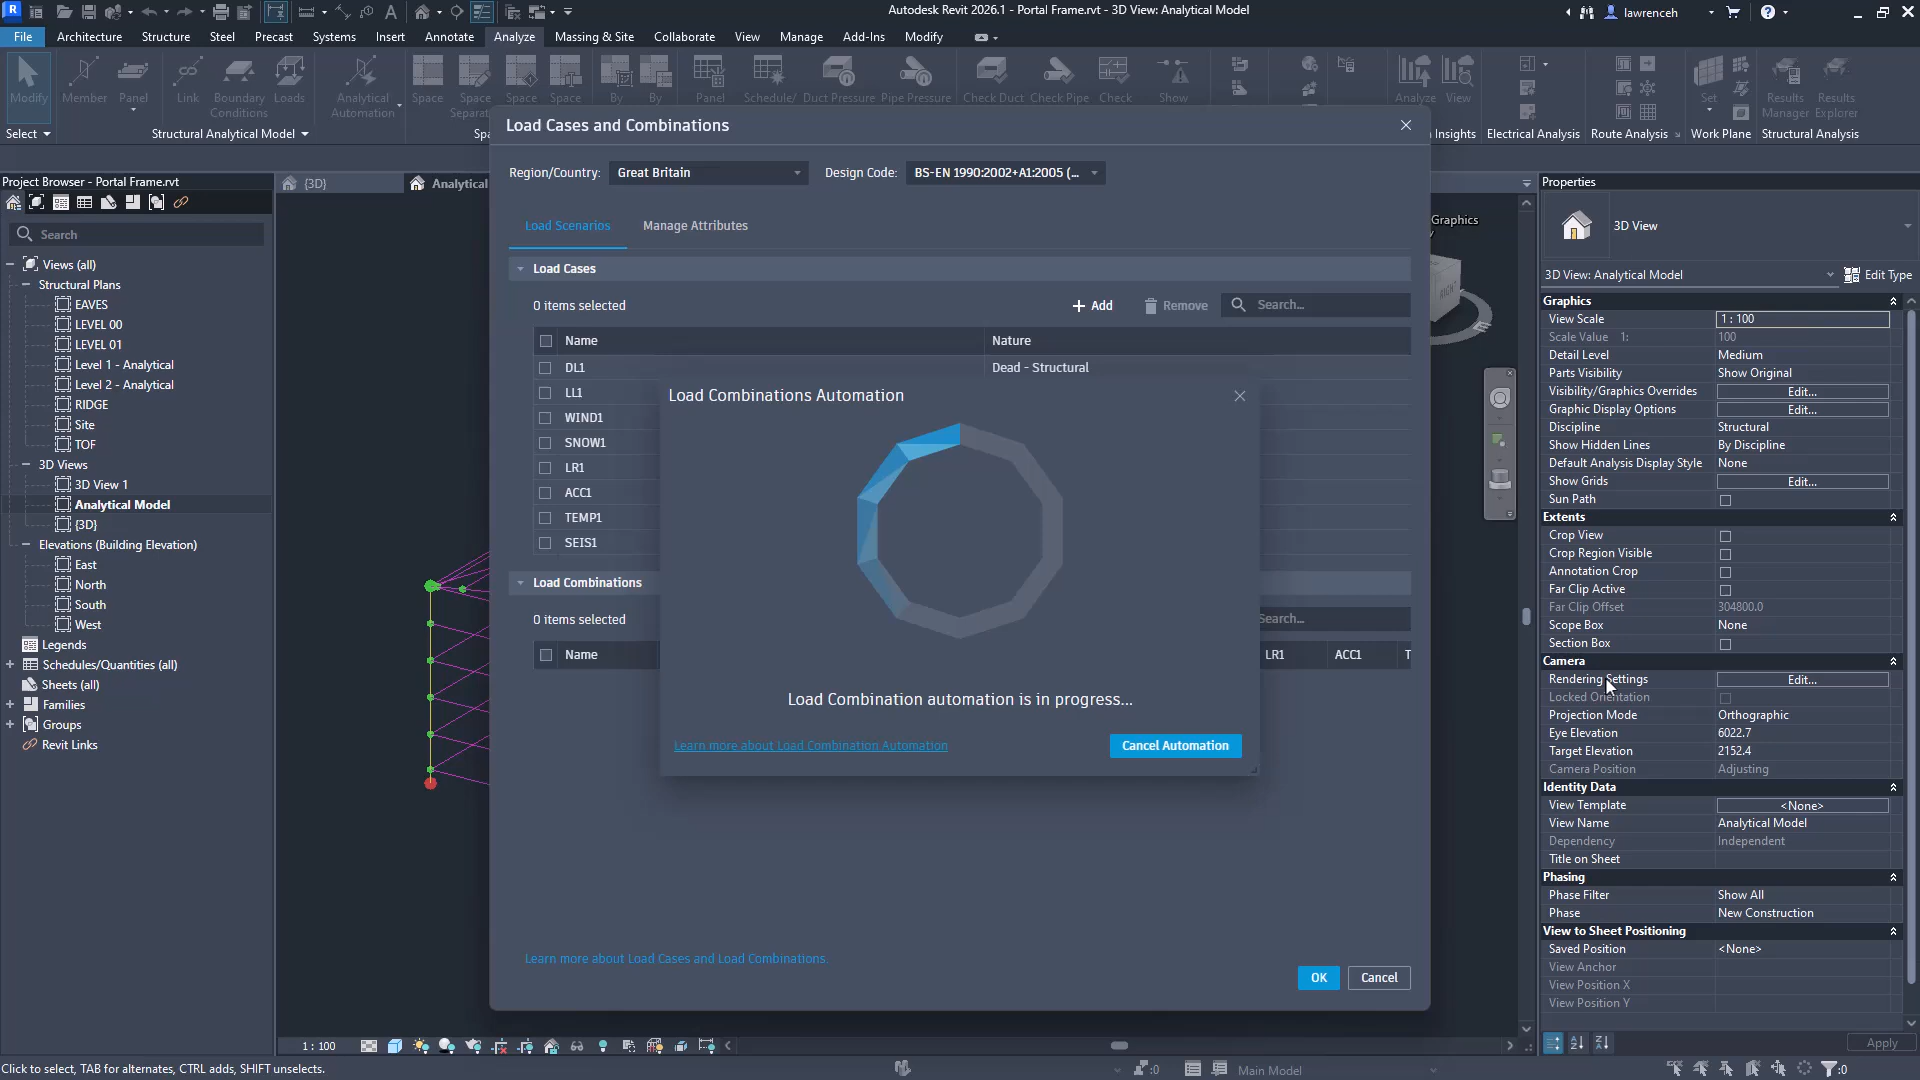 Autodesk Revit 2026.1 - Portal Frame.rvt - 3D View: Analytical Model
lawrenceh
File Architecture Structure Steel Precast Systems Insert Annotate Analyze Massing & Site Collaborate View Manage Add-Ins Modify
Modify Member Panel Link Boundary Conditions Loads Analytical Automation Space Space Separat Space Space By By Panel Schedule/ Duct Pressure Pipe Pressure Check Duct Check Pipe Check Show Analyze View Set Results Manager Results Explorer
Select Structural Analytical Model Spa Insights Electrical Analysis Route Analysis Work Plane Structural Analysis
Project Browser - Portal Frame.rvt
Search
Views (all)
Structural Plans
EAVES
LEVEL 00
LEVEL 01
Level 1 - Analytical
Level 2 - Analytical
RIDGE
Site
TOF
3D Views
3D View 1
Analytical Model
{3D}
Elevations (Building Elevation)
East
North
South
West
Legends
Schedules/Quantities (all)
Sheets (all)
Families
Groups
Revit Links
{3D}
Analytical
Graphics
RIGHT
Load Cases and Combinations
Region/Country: Great Britain Design Code: BS-EN 1990:2002+A1:2005 (...
Load Scenarios Manage Attributes
Load Cases
0 items selected + Add Remove Search...
Name Nature
DL1 Dead - Structural
LL1
WIND1
SNOW1
LR1
ACC1
TEMP1
SEIS1
Load Combinations
0 items selected Search...
Name LR1 ACC1 T
Learn more about Load Cases and Load Combinations.
OK Cancel
Load Combinations Automation
Load Combination automation is in progress...
Learn more about Load Combination Automation Cancel Automation
Properties
3D View
3D View: Analytical Model Edit Type
Graphics
View Scale 1 : 100
Scale Value 1: 100
Detail Level Medium
Parts Visibility Show Original
Visibility/Graphics Overrides Edit...
Graphic Display Options Edit...
Discipline Structural
Show Hidden Lines By Discipline
Default Analysis Display Style None
Show Grids Edit...
Sun Path
Extents
Crop View
Crop Region Visible
Annotation Crop
Far Clip Active
Far Clip Offset 304800.0
Scope Box None
Section Box
Camera
Rendering Settings Edit...
Locked Orientation
Projection Mode Orthographic
Eye Elevation 6022.7
Target Elevation 2152.4
Camera Position Adjusting
Identity Data
View Template <None>
View Name Analytical Model
Dependency Independent
Title on Sheet
Phasing
Phase Filter Show All
Phase New Construction
View to Sheet Positioning
Saved Position <None>
View Anchor
View Position X
View Position Y
Apply
1 : 100
Click to select, TAB for alternates, CTRL adds, SHIFT unselects. :0 Main Model :0